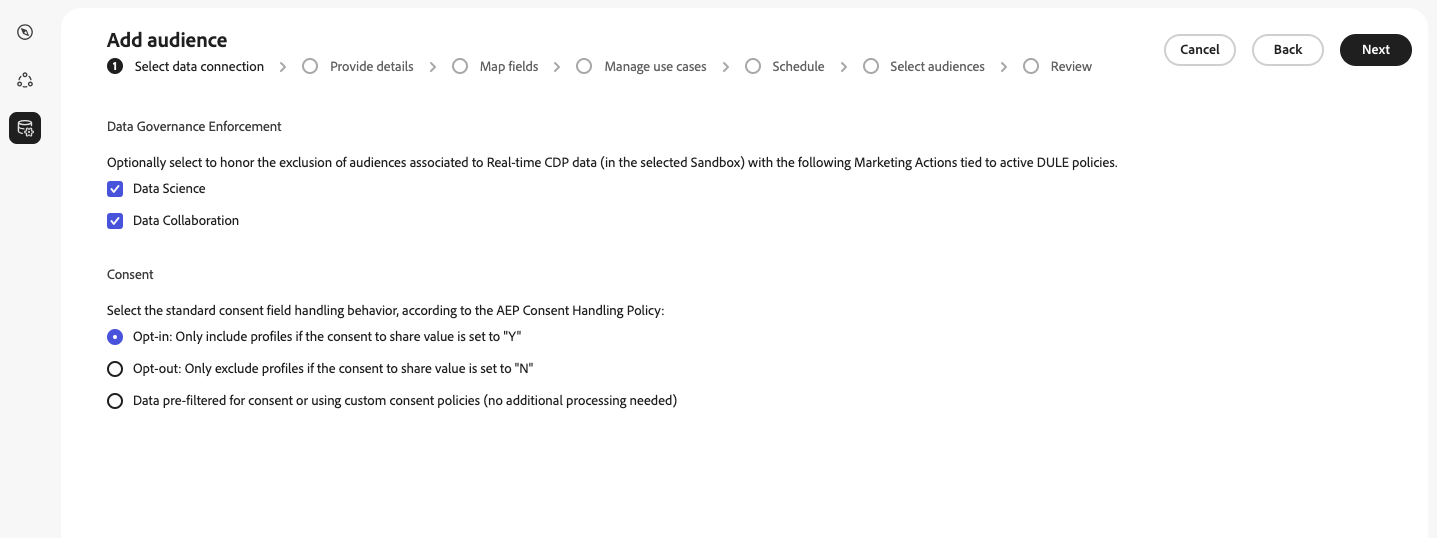 Add audience
1 Select data connection Provide details Map fields Manage use cases Schedule Select audiences Review
Cancel Back Next
Data Governance Enforcement
Optionally select to honor the exclusion of audiences associated to Real-time CDP data (in the selected Sandbox) with the following Marketing Actions tied to active DULE policies.
Data Science
Data Collaboration
Consent
Select the standard consent field handling behavior, according to the AEP Consent Handling Policy:
Opt-in: Only include profiles if the consent to share value is set to "Y"
Opt-out: Only exclude profiles if the consent to share value is set to "N"
Data pre-filtered for consent or using custom consent policies (no additional processing needed)